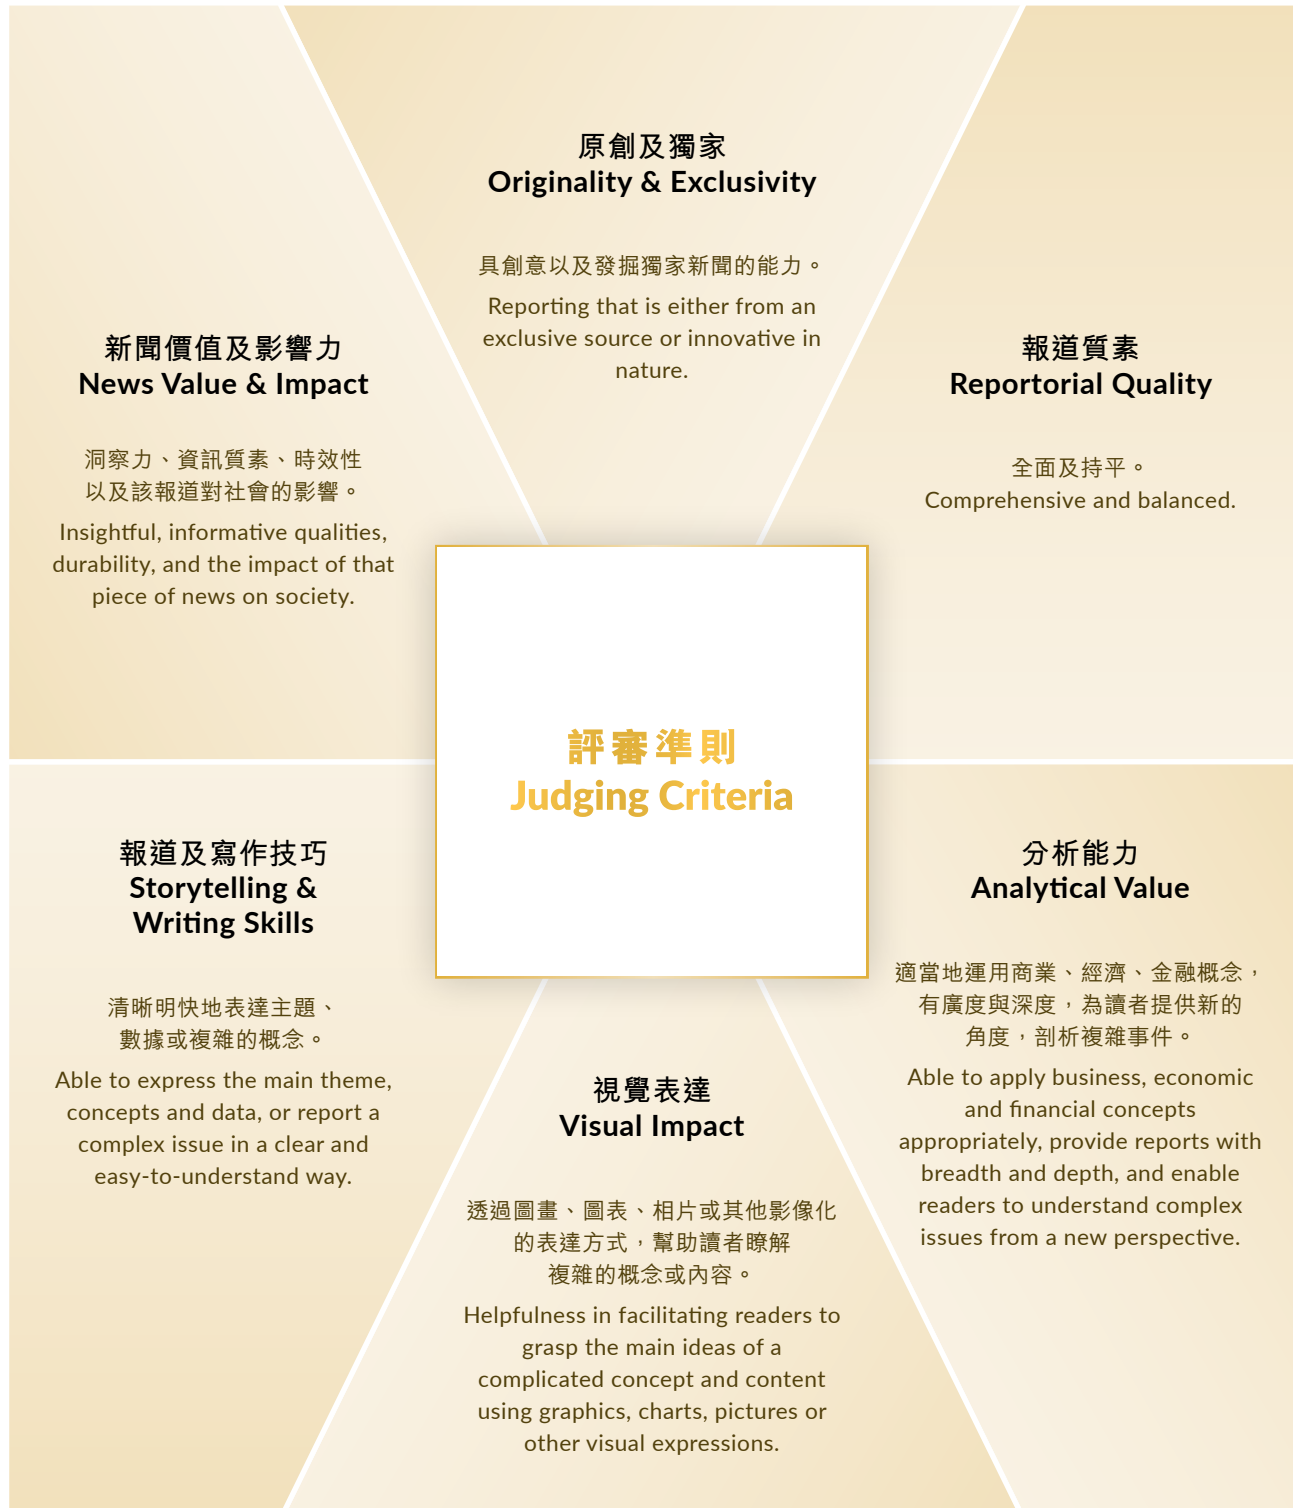 原創及獨家
Originality & Exclusivity
具創意以及發掘獨家新聞的能力。
Reporting that is either from an
exclusive source or innovative in
nature.
新聞價值及影響力
News Value & Impact
洞察力、資訊質素、時效性
以及該報道對社會的影響。
Insightful, informative qualities,
durability, and the impact of that
piece of news on society.
報道質素
Reportorial Quality
全面及持平。
Comprehensive and balanced.
評審準則
Judging Criteria
報道及寫作技巧
Storytelling &
Writing Skills
清晰明快地表達主題、
數據或複雜的概念。
Able to express the main theme,
concepts and data, or report a
complex issue in a clear and
easy-to-understand way.
分析能力
Analytical Value
適當地運用商業、經濟、金融概念，
有廣度與深度，為讀者提供新的
角度，剖析複雜事件。
Able to apply business, economic
and financial concepts
appropriately, provide reports with
breadth and depth, and enable
readers to understand complex
issues from a new perspective.
視覺表達
Visual Impact
透過圖畫、圖表、相片或其他影像化
的表達方式，幫助讀者瞭解
複雜的概念或內容。
Helpfulness in facilitating readers to
grasp the main ideas of a
complicated concept and content
using graphics, charts, pictures or
other visual expressions.